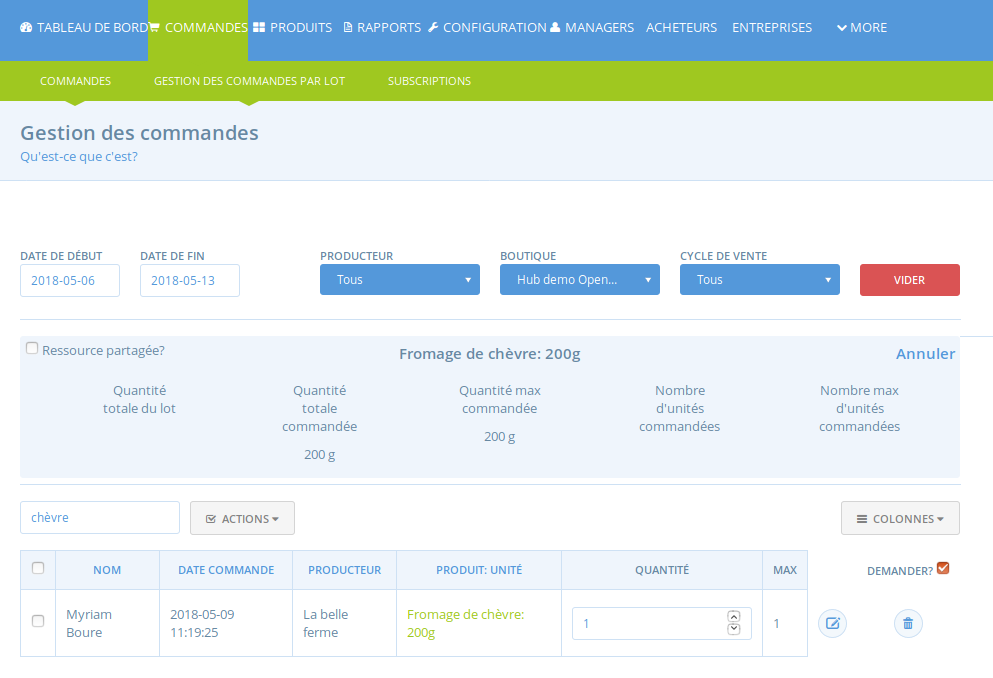 TABLEAU DE BORD COMMANDES PRODUITS RAPPORTS CONFIGURATION MANAGERS ACHETEURS ENTREPRISES MORE
COMMANDES GESTION DES COMMANDES PAR LOT SUBSCRIPTIONS
Gestion des commandes
Qu'est-ce que c'est?
DATE DE DÉBUT DATE DE FIN PRODUCTEUR BOUTIQUE CYCLE DE VENTE
2018-05-06 2018-05-13 Tous Hub demo Open... Tous VIDER
Ressource partagée? Fromage de chèvre: 200g Annuler
Quantité Quantité Quantité max Nombre Nombre max
totale du lot totale commandée d'unités d'unités
commandée commandées commandées
200 g
200 g
chèvre ACTIONS COLONNES
NOM DATE COMMANDE PRODUCTEUR PRODUIT: UNITÉ QUANTITÉ MAX DEMANDER?
Myriam 2018-05-09 La belle Fromage de chèvre:
1 1
Boure 11:19:25 ferme 200g